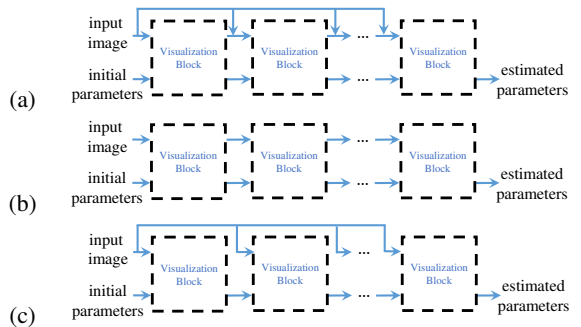 input
image
Visualization
Block
Visualization
Block
...
Visualization
Block
initial
parameters
...
estimated
parameters
(a)
input
image
Visualization
Block
Visualization
Block
...
Visualization
Block
initial
parameters
...
estimated
parameters
(b)
input
image
Visualization
Block
Visualization
Block
...
Visualization
Block
initial
parameters
...
estimated
parameters
(c)